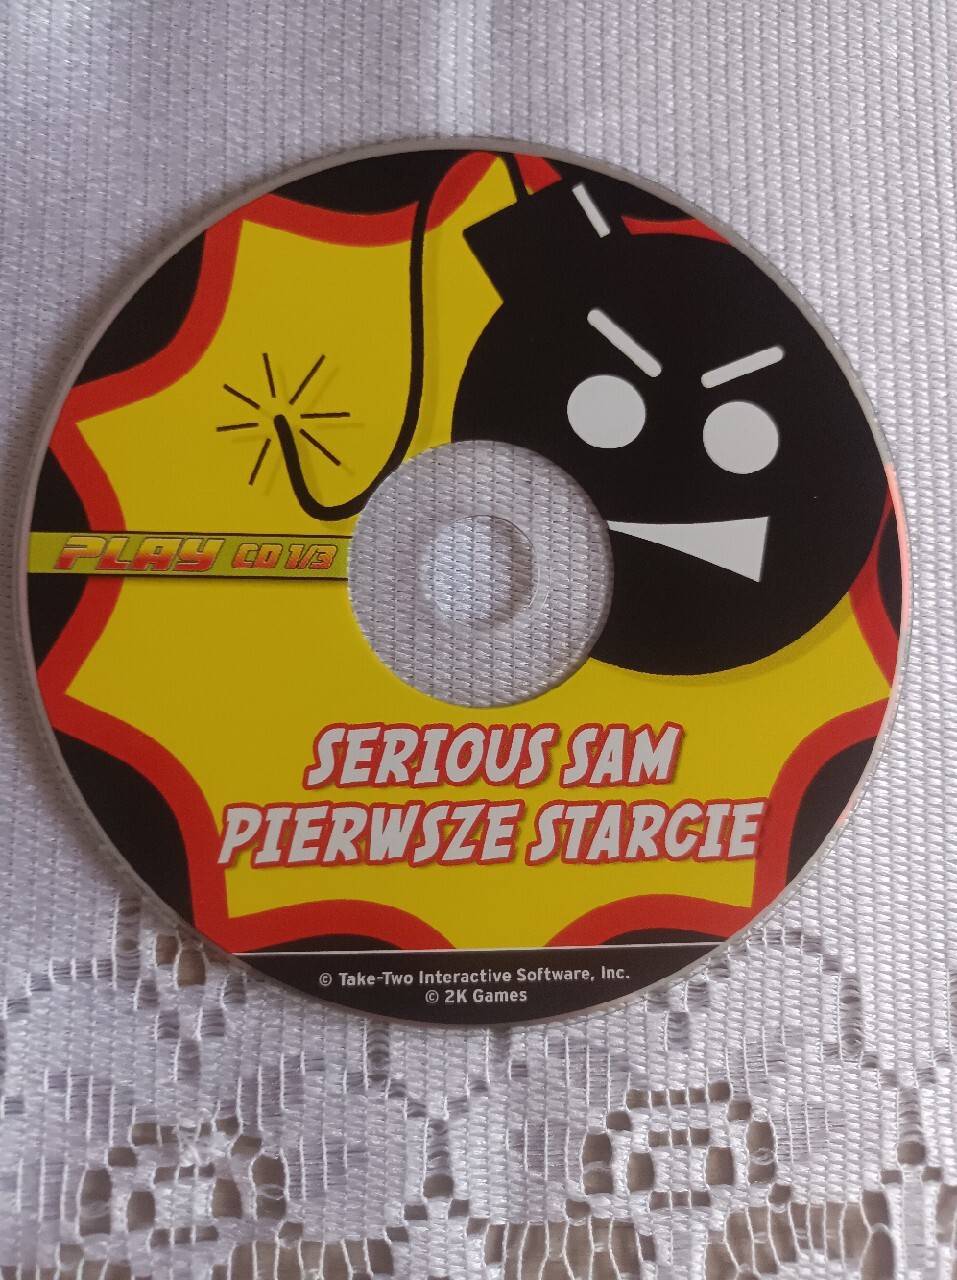 PLAY CD 1/3
SERIOUS SAM
PIERWSZE STARCIE
© Take-Two Interactive Software, Inc.
© 2K Games